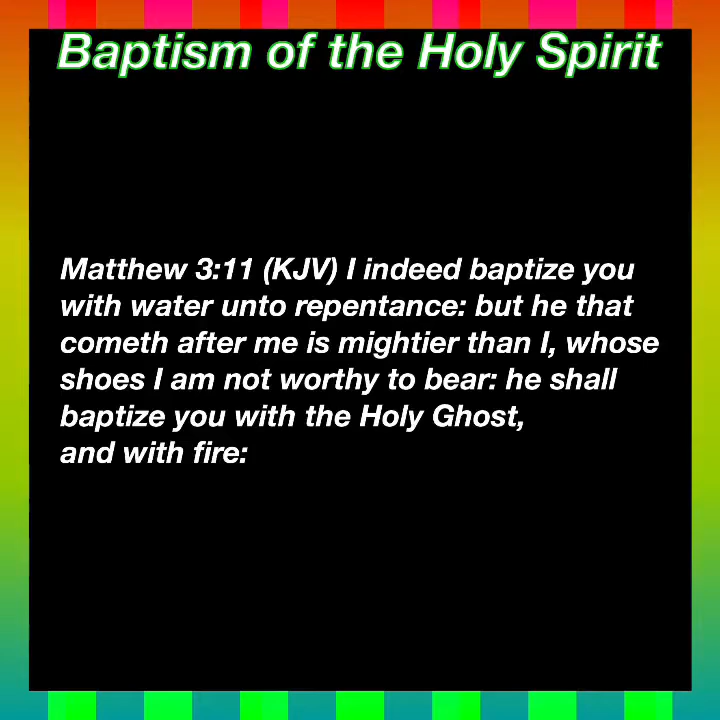 Baptism of the Holy Spirit
Matthew 3:11 (KJV) I indeed baptize you
with water unto repentance: but he that
cometh after me is mightier than I, whose
shoes I am not worthy to bear: he shall
baptize you with the Holy Ghost,
and with fire: